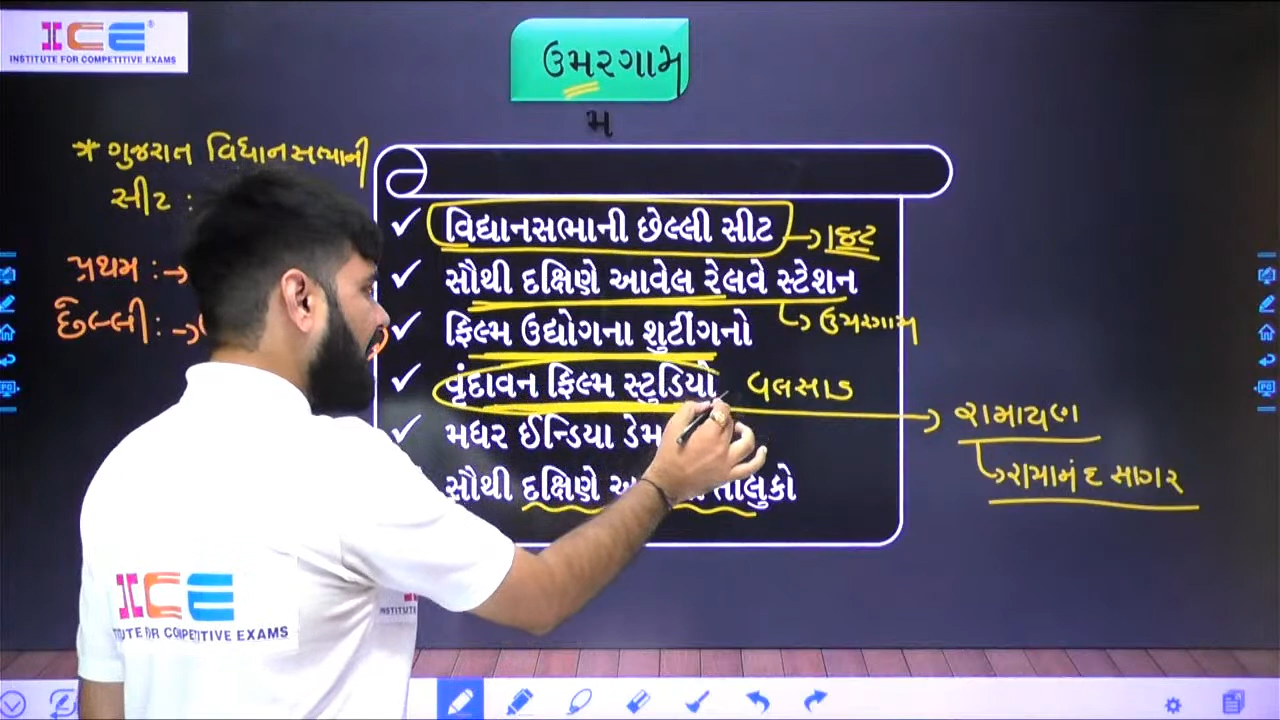 ICE
INSTITUTE FOR COMPETITIVE EXAMS
ઉમરગામ
મ
* ગુજરાત વિધાનસભાની
સીટ :
પ્રથમ : →
છેલ્લી : →
✓ વિદ્યાનસભાની છેલ્લી સીટ → ૧૮૨
✓ સૌથી દક્ષિણે આવેલ રેલવે સ્ટેશન
ઉમરગામ
✓ ફિલ્મ ઉદ્યોગના શુટીંગનો
✓ વૃંદાવન ફિલ્મ સ્ટુડિયો વલસાડ
→ રામાયણ
રામાનંદ સાગર
✓ મધર ઈન્ડિયા ડેમ
સૌથી દક્ષિણે તાલુકો
ICE
INSTITUTE FOR COMPETITIVE EXAMS